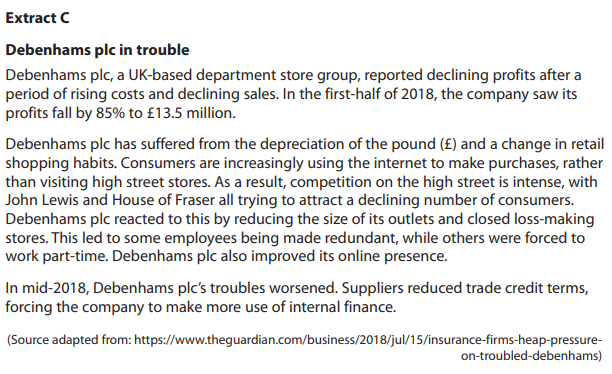 Extract C
Debenhams plc in trouble
Debenhams plc, a UK-based department store group, reported declining profits after a
period of rising costs and declining sales. In the first-half of 2018, the company saw its
profits fall by 85% to £13.5 million.
Debenhams plc has suffered from the depreciation of the pound (£) and a change in retail
shopping habits. Consumers are increasingly using the internet to make purchases, rather
than visiting high street stores. As a result, competition on the high street is intense, with
John Lewis and House of Fraser all trying to attract a declining number of consumers.
Debenhams plc reacted to this by reducing the size of its outlets and closed loss-making
stores. This led to some employees being made redundant, while others were forced to
work part-time. Debenhams plc also improved its online presence.
In mid-2018, Debenhams plc’s troubles worsened. Suppliers reduced trade credit terms,
forcing the company to make more use of internal finance.
(Source adapted from: https://www.theguardian.com/business/2018/jul/15/insurance-firms-heap-pressure-
on-troubled-debenhams)